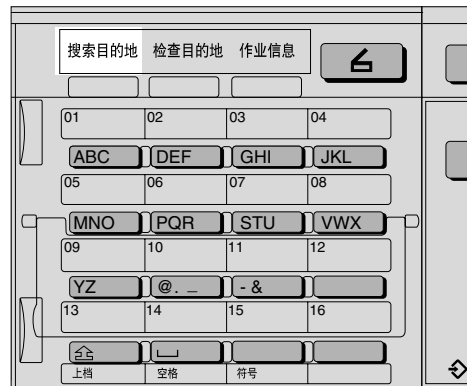 搜索目的地 检查目的地 作业信息
01 02 03 04
ABC DEF GHI JKL
05 06 07 08
MNO PQR STU VWX
09 10 11 12
YZ @. _ - &
13 14 15 16
上档 空格 符号